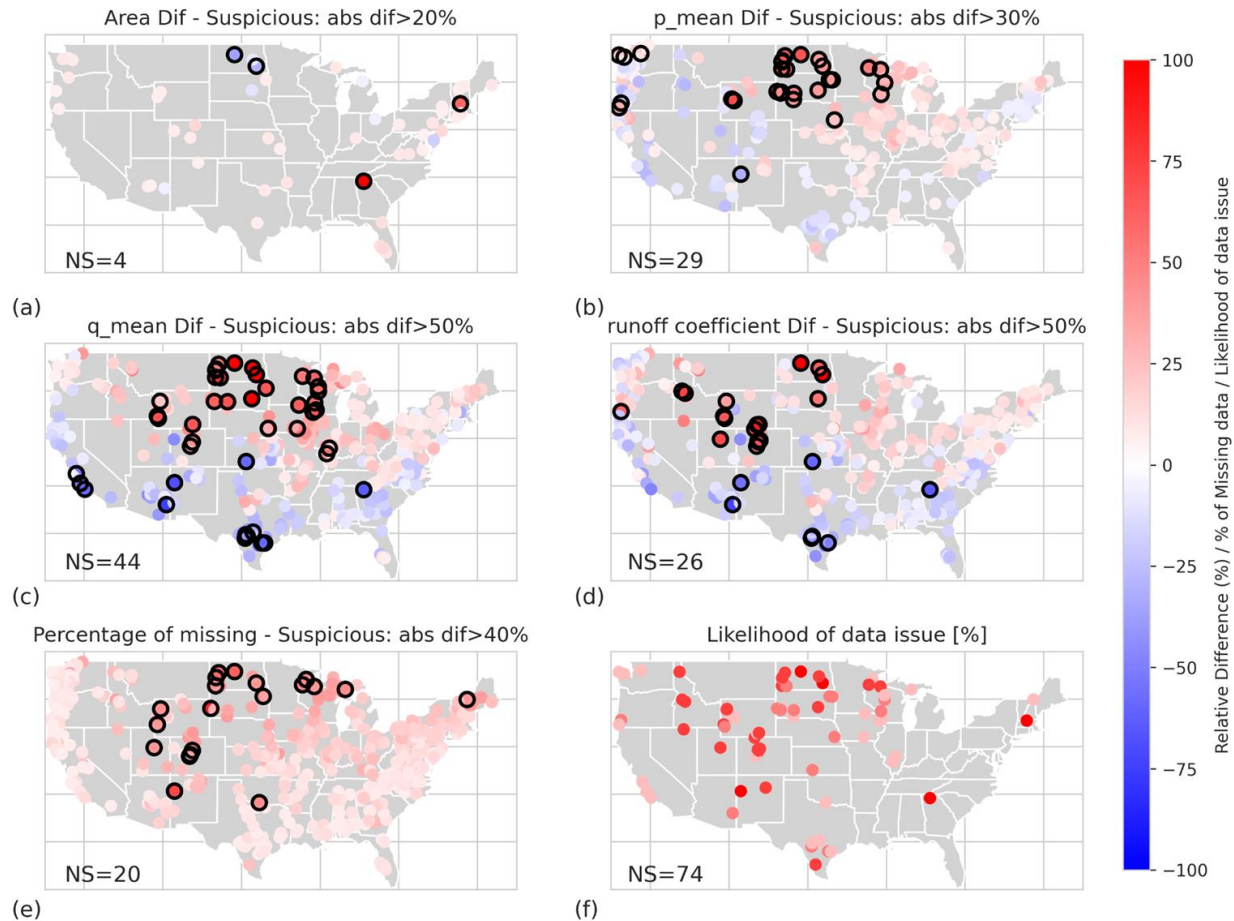 Area Dif - Suspicious: abs dif>20%
p_mean Dif - Suspicious: abs dif>30%
NS=4
NS=29
(a)
(b)
q_mean Dif - Suspicious: abs dif>50%
runoff coefficient Dif - Suspicious: abs dif>50%
NS=44
NS=26
(c)
(d)
Percentage of missing - Suspicious: abs dif>40%
Likelihood of data issue [%]
NS=20
NS=74
(e)
(f)
100
75
50
25
0
−25
−50
−75
−100
Relative Difference (%) / % of Missing data / Likelihood of data issue